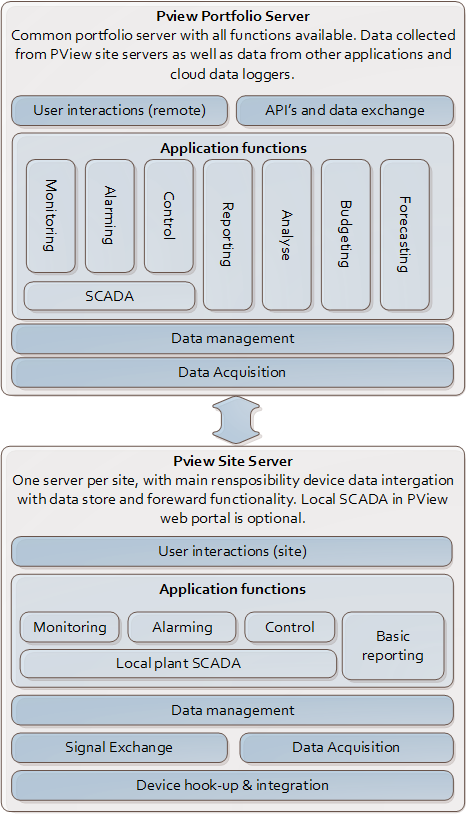 Pview Portfolio Server
Common portfolio server with all functions available. Data collected
from PView site servers as well as data from other applications and
cloud data loggers.
User interactions (remote)
API's and data exchange
Application functions
Monitoring
Alarming
Control
Reporting
Analyse
Budgeting
Forecasting
SCADA
Data management
Data Acquisition
Pview Site Server
One server per site, with main rensposibility device data intergation
with data store and foreward functionality. Local SCADA in PView
web portal is optional.
User interactions (site)
Application functions
Monitoring
Alarming
Control
Basic
reporting
Local plant SCADA
Data management
Signal Exchange
Data Acquisition
Device hook-up & integration